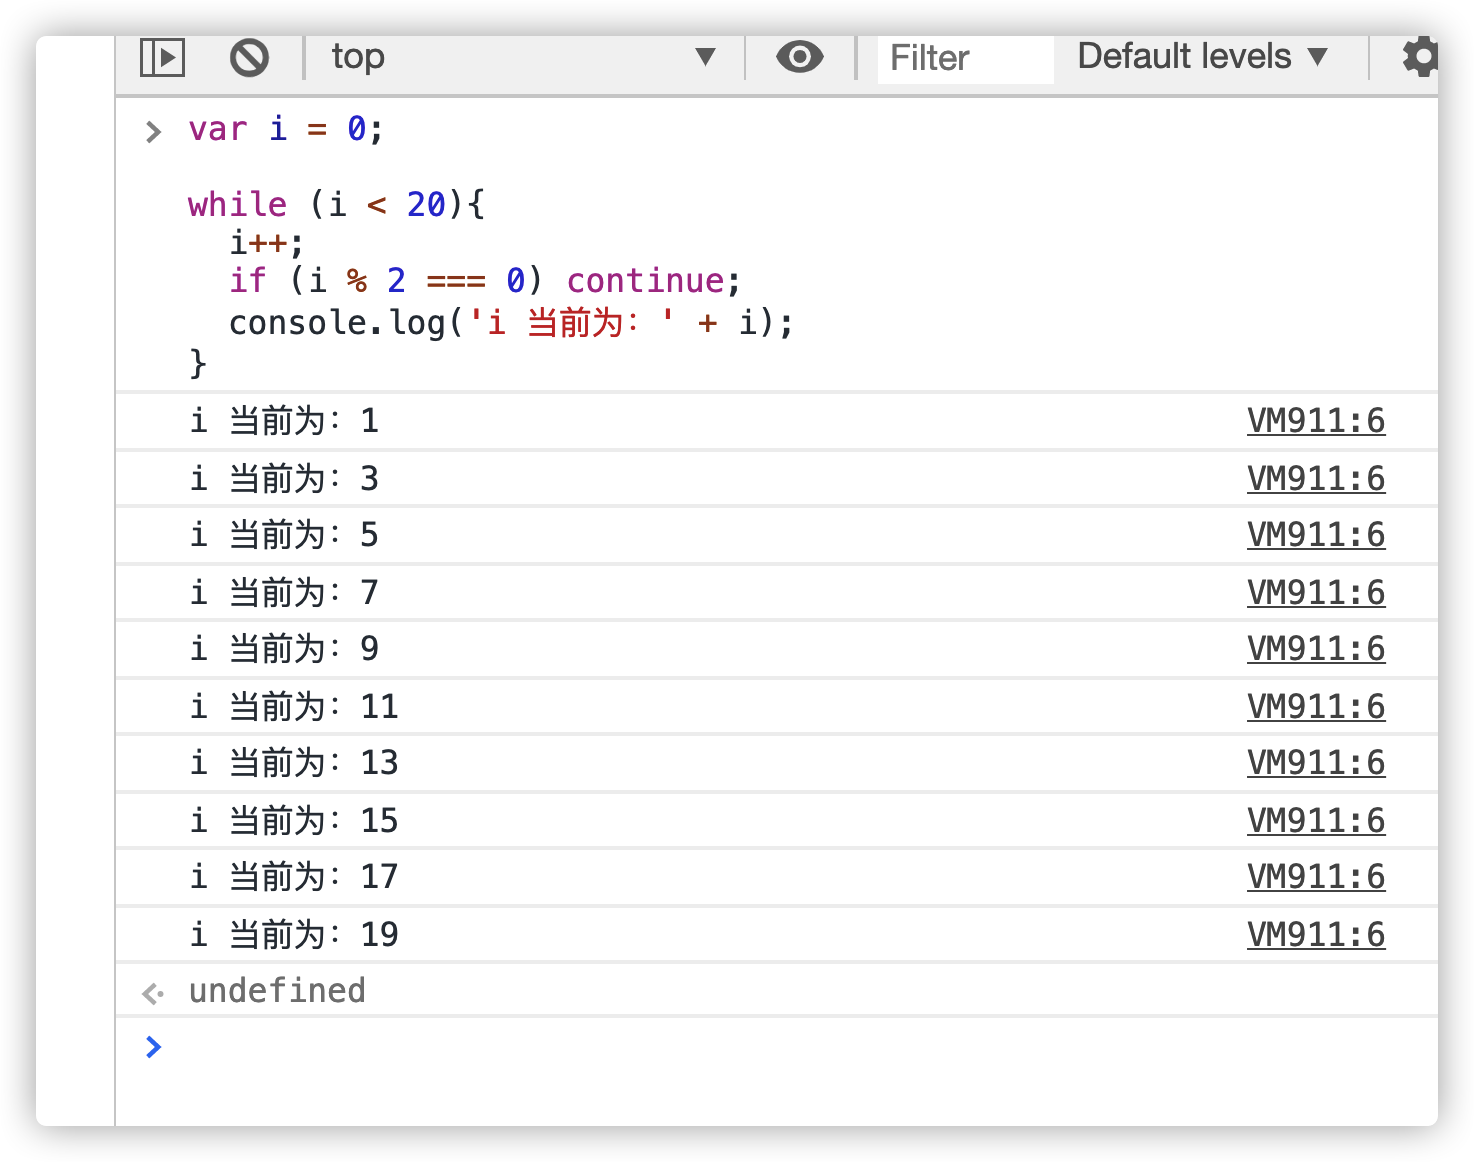 top Filter Default levels
var i = 0;
while (i < 20){
i++;
if (i % 2 === 0) continue;
console.log('i 当前为：' + i);
}
i 当前为：1 VM911:6
i 当前为：3 VM911:6
i 当前为：5 VM911:6
i 当前为：7 VM911:6
i 当前为：9 VM911:6
i 当前为：11 VM911:6
i 当前为：13 VM911:6
i 当前为：15 VM911:6
i 当前为：17 VM911:6
i 当前为：19 VM911:6
undefined